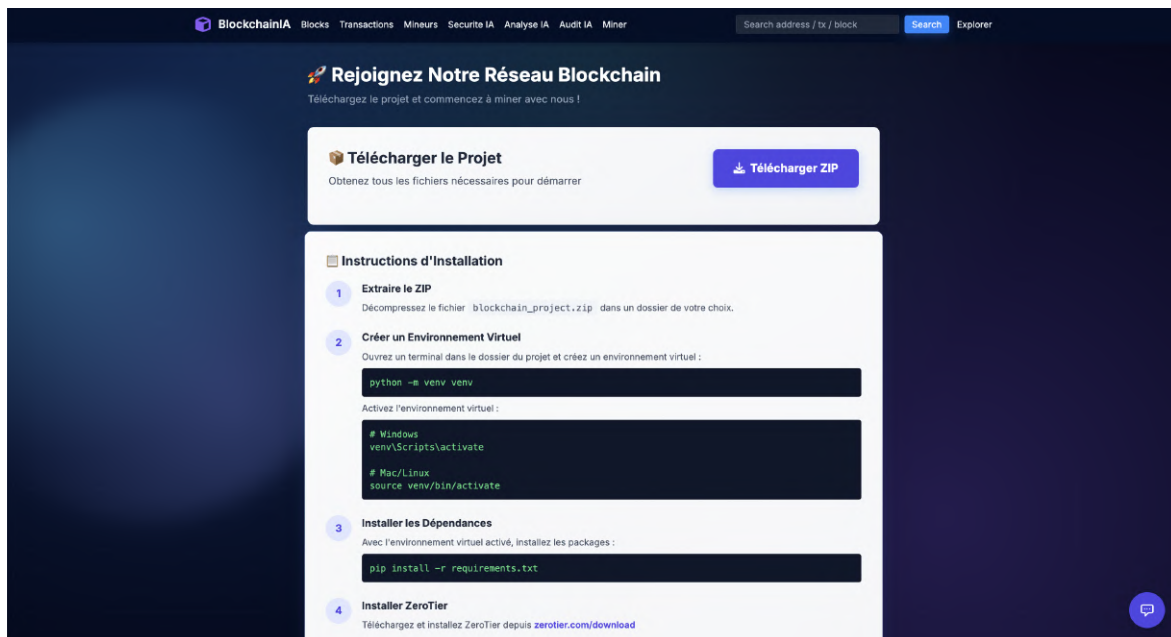 BlockchainIA Blocks Transactions Mineurs Securite IA Analyse IA Audit IA Miner Search address / tx / block Search Explorer
🚀 Rejoignez Notre Réseau Blockchain
Téléchargez le projet et commencez à miner avec nous !
📦 Télécharger le Projet
Obtenez tous les fichiers nécessaires pour démarrer
Télécharger ZIP
📋 Instructions d'Installation
1 Extraire le ZIP
Décompressez le fichier blockchain_project.zip dans un dossier de votre choix.
2 Créer un Environnement Virtuel
Ouvrez un terminal dans le dossier du projet et créez un environnement virtuel :
python -m venv venv
Activez l'environnement virtuel :
# Windows
venv\Scripts\activate
# Mac/Linux
source venv/bin/activate
3 Installer les Dépendances
Avec l'environnement virtuel activé, installez les packages :
pip install -r requirements.txt
4 Installer ZeroTier
Téléchargez et installez ZeroTier depuis zerotier.com/download